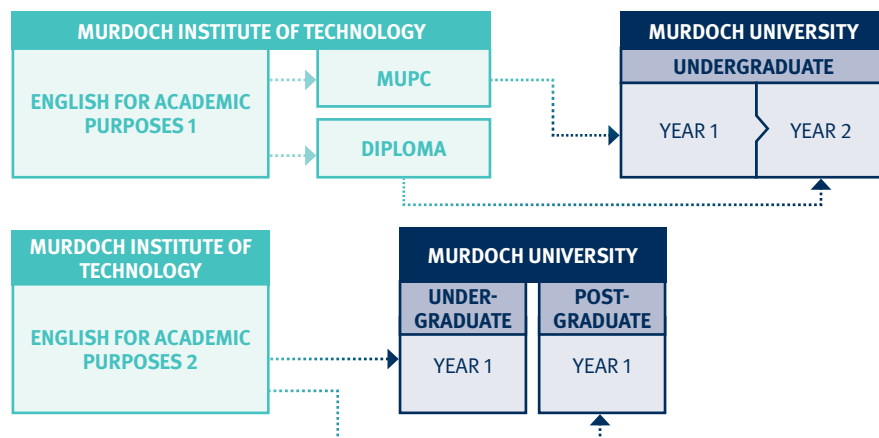 MURDOCH INSTITUTE OF TECHNOLOGY
ENGLISH FOR ACADEMIC
PURPOSES 1
MUPC
DIPLOMA
MURDOCH UNIVERSITY
UNDERGRADUATE
YEAR 1
YEAR 2
MURDOCH INSTITUTE OF
TECHNOLOGY
ENGLISH FOR ACADEMIC
PURPOSES 2
MURDOCH UNIVERSITY
UNDER-
GRADUATE
YEAR 1
POST-
GRADUATE
YEAR 1